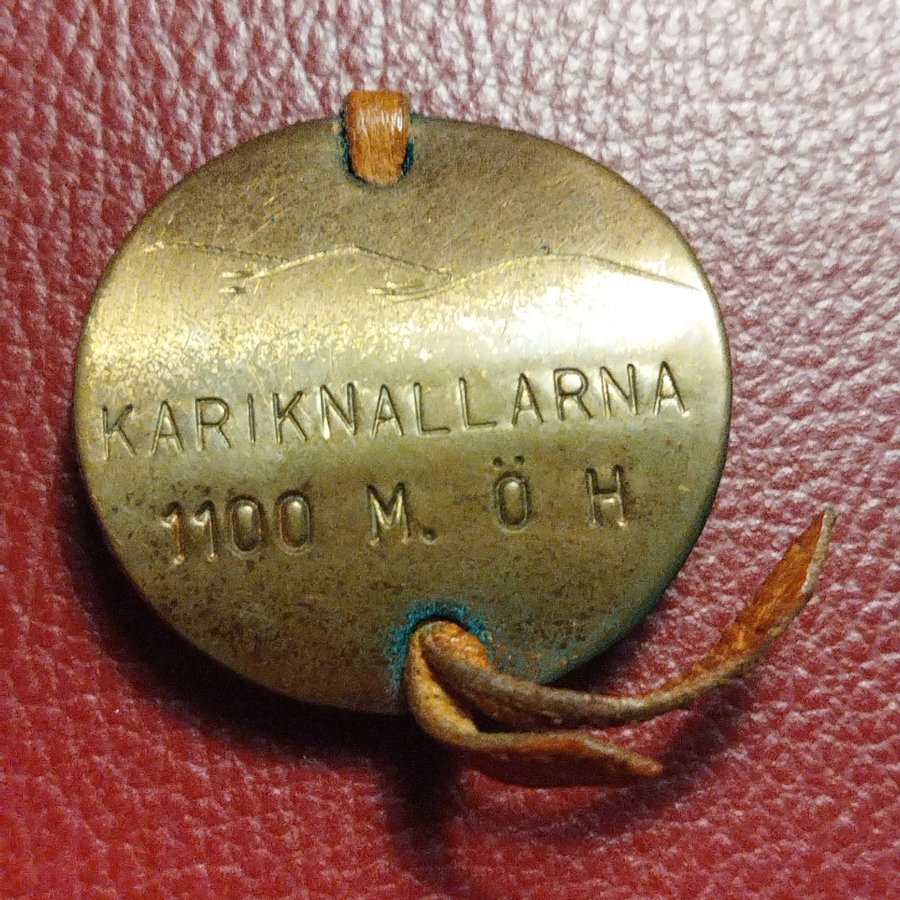 KARIKNALLARNA
1100 M. Ö H